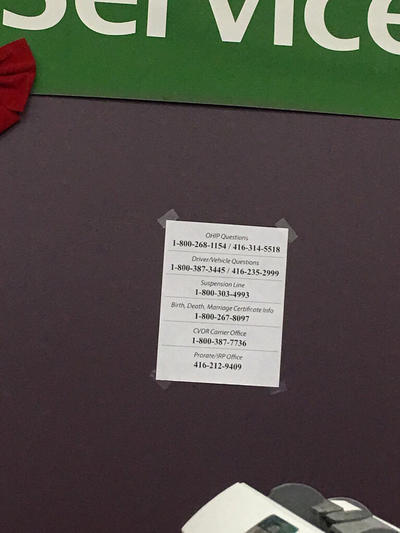 Service
OHIP Questions
1-800-268-1154 / 416-314-5518
Driver/Vehicle Questions
1-800-387-3445 / 416-235-2999
Suspension Line
1-800-303-4993
Birth, Death, Marriage Certificate Info
1-800-267-8097
CVOR Carrier Office
1-800-387-7736
Prorate/IRP Office
416-212-9409